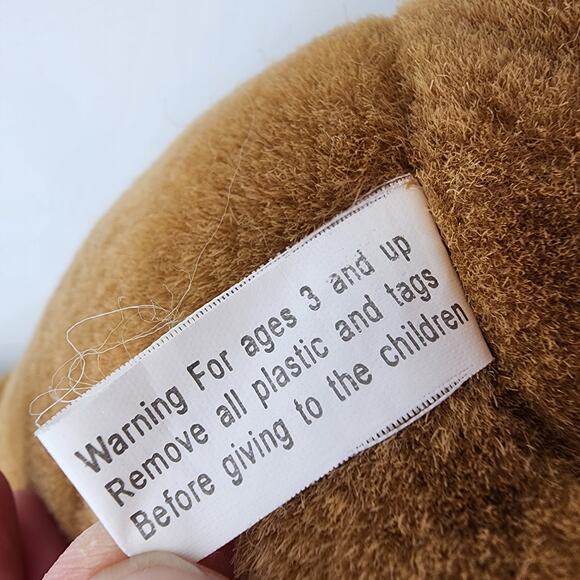 Warning For ages 3 and up
Remove all plastic and tags
Before giving to the children